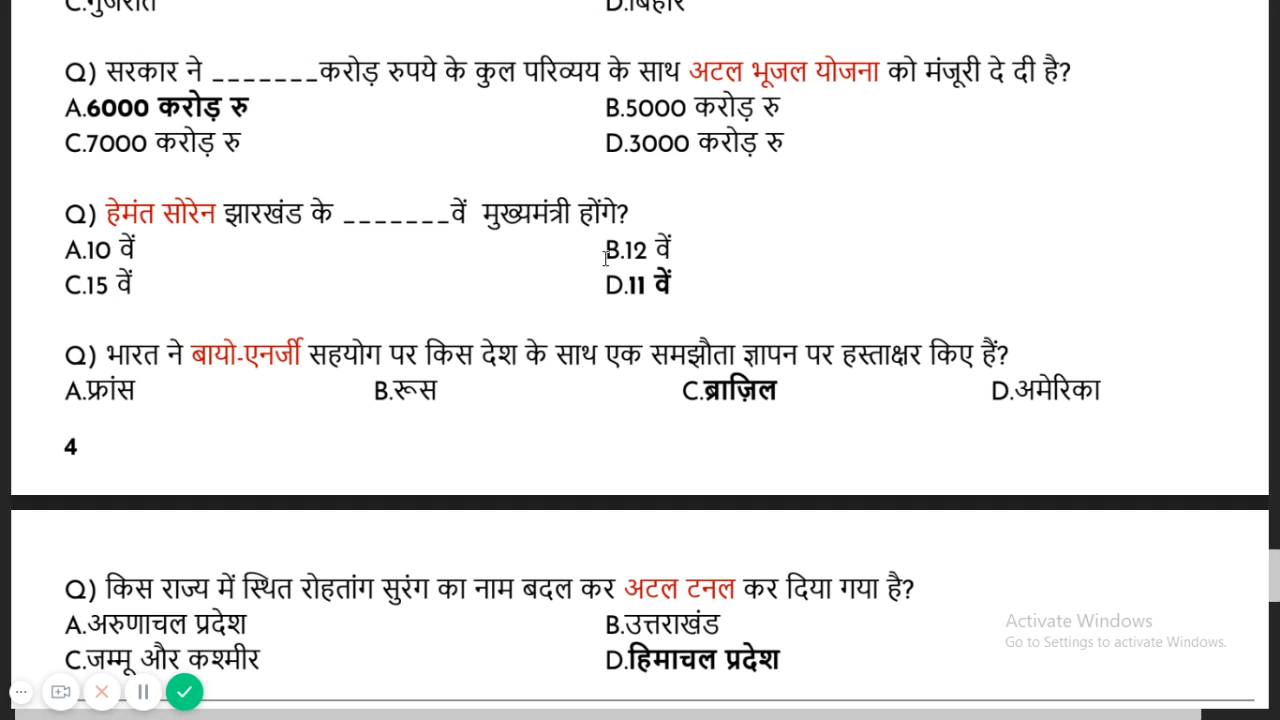 C.गुजरात D.बिहार
Q) सरकार ने _______करोड़ रुपये के कुल परिव्यय के साथ अटल भूजल योजना को मंजूरी दे दी है?
A.6000 करोड़ रु B.5000 करोड़ रु
C.7000 करोड़ रु D.3000 करोड़ रु
Q) हेमंत सोरेन झारखंड के _______वें मुख्यमंत्री होंगे?
A.10 वें B.12 वें
C.15 वें D.11 वें
Q) भारत ने बायो-एनर्जी सहयोग पर किस देश के साथ एक समझौता ज्ञापन पर हस्ताक्षर किए हैं?
A.फ्रांस B.रूस C.ब्राज़िल D.अमेरिका
4
Q) किस राज्य में स्थित रोहतांग सुरंग का नाम बदल कर अटल टनल कर दिया गया है?
A.अरुणाचल प्रदेश B.उत्तराखंड
C.जम्मू और कश्मीर D.हिमाचल प्रदेश
Activate Windows
Go to Settings to activate Windows.